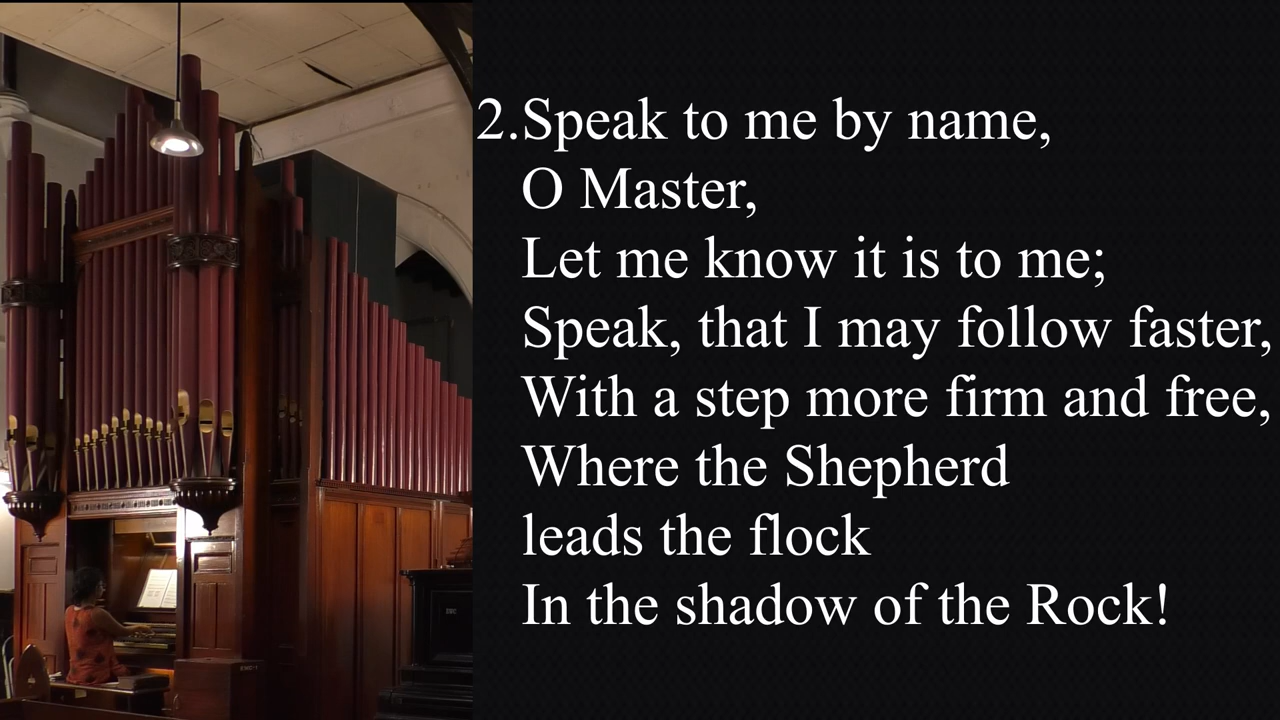 2.Speak to me by name,
O Master,
Let me know it is to me;
Speak, that I may follow faster,
With a step more firm and free,
Where the Shepherd
leads the flock
In the shadow of the Rock!